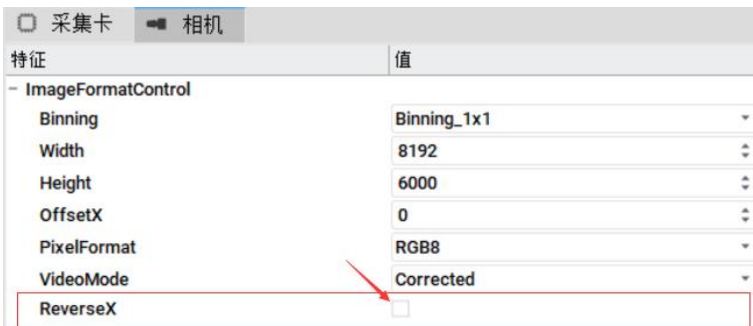 采集卡 相机
特征 值
ImageFormatControl
Binning Binning_1x1
Width 8192
Height 6000
OffsetX 0
PixelFormat RGB8
VideoMode Corrected
ReverseX